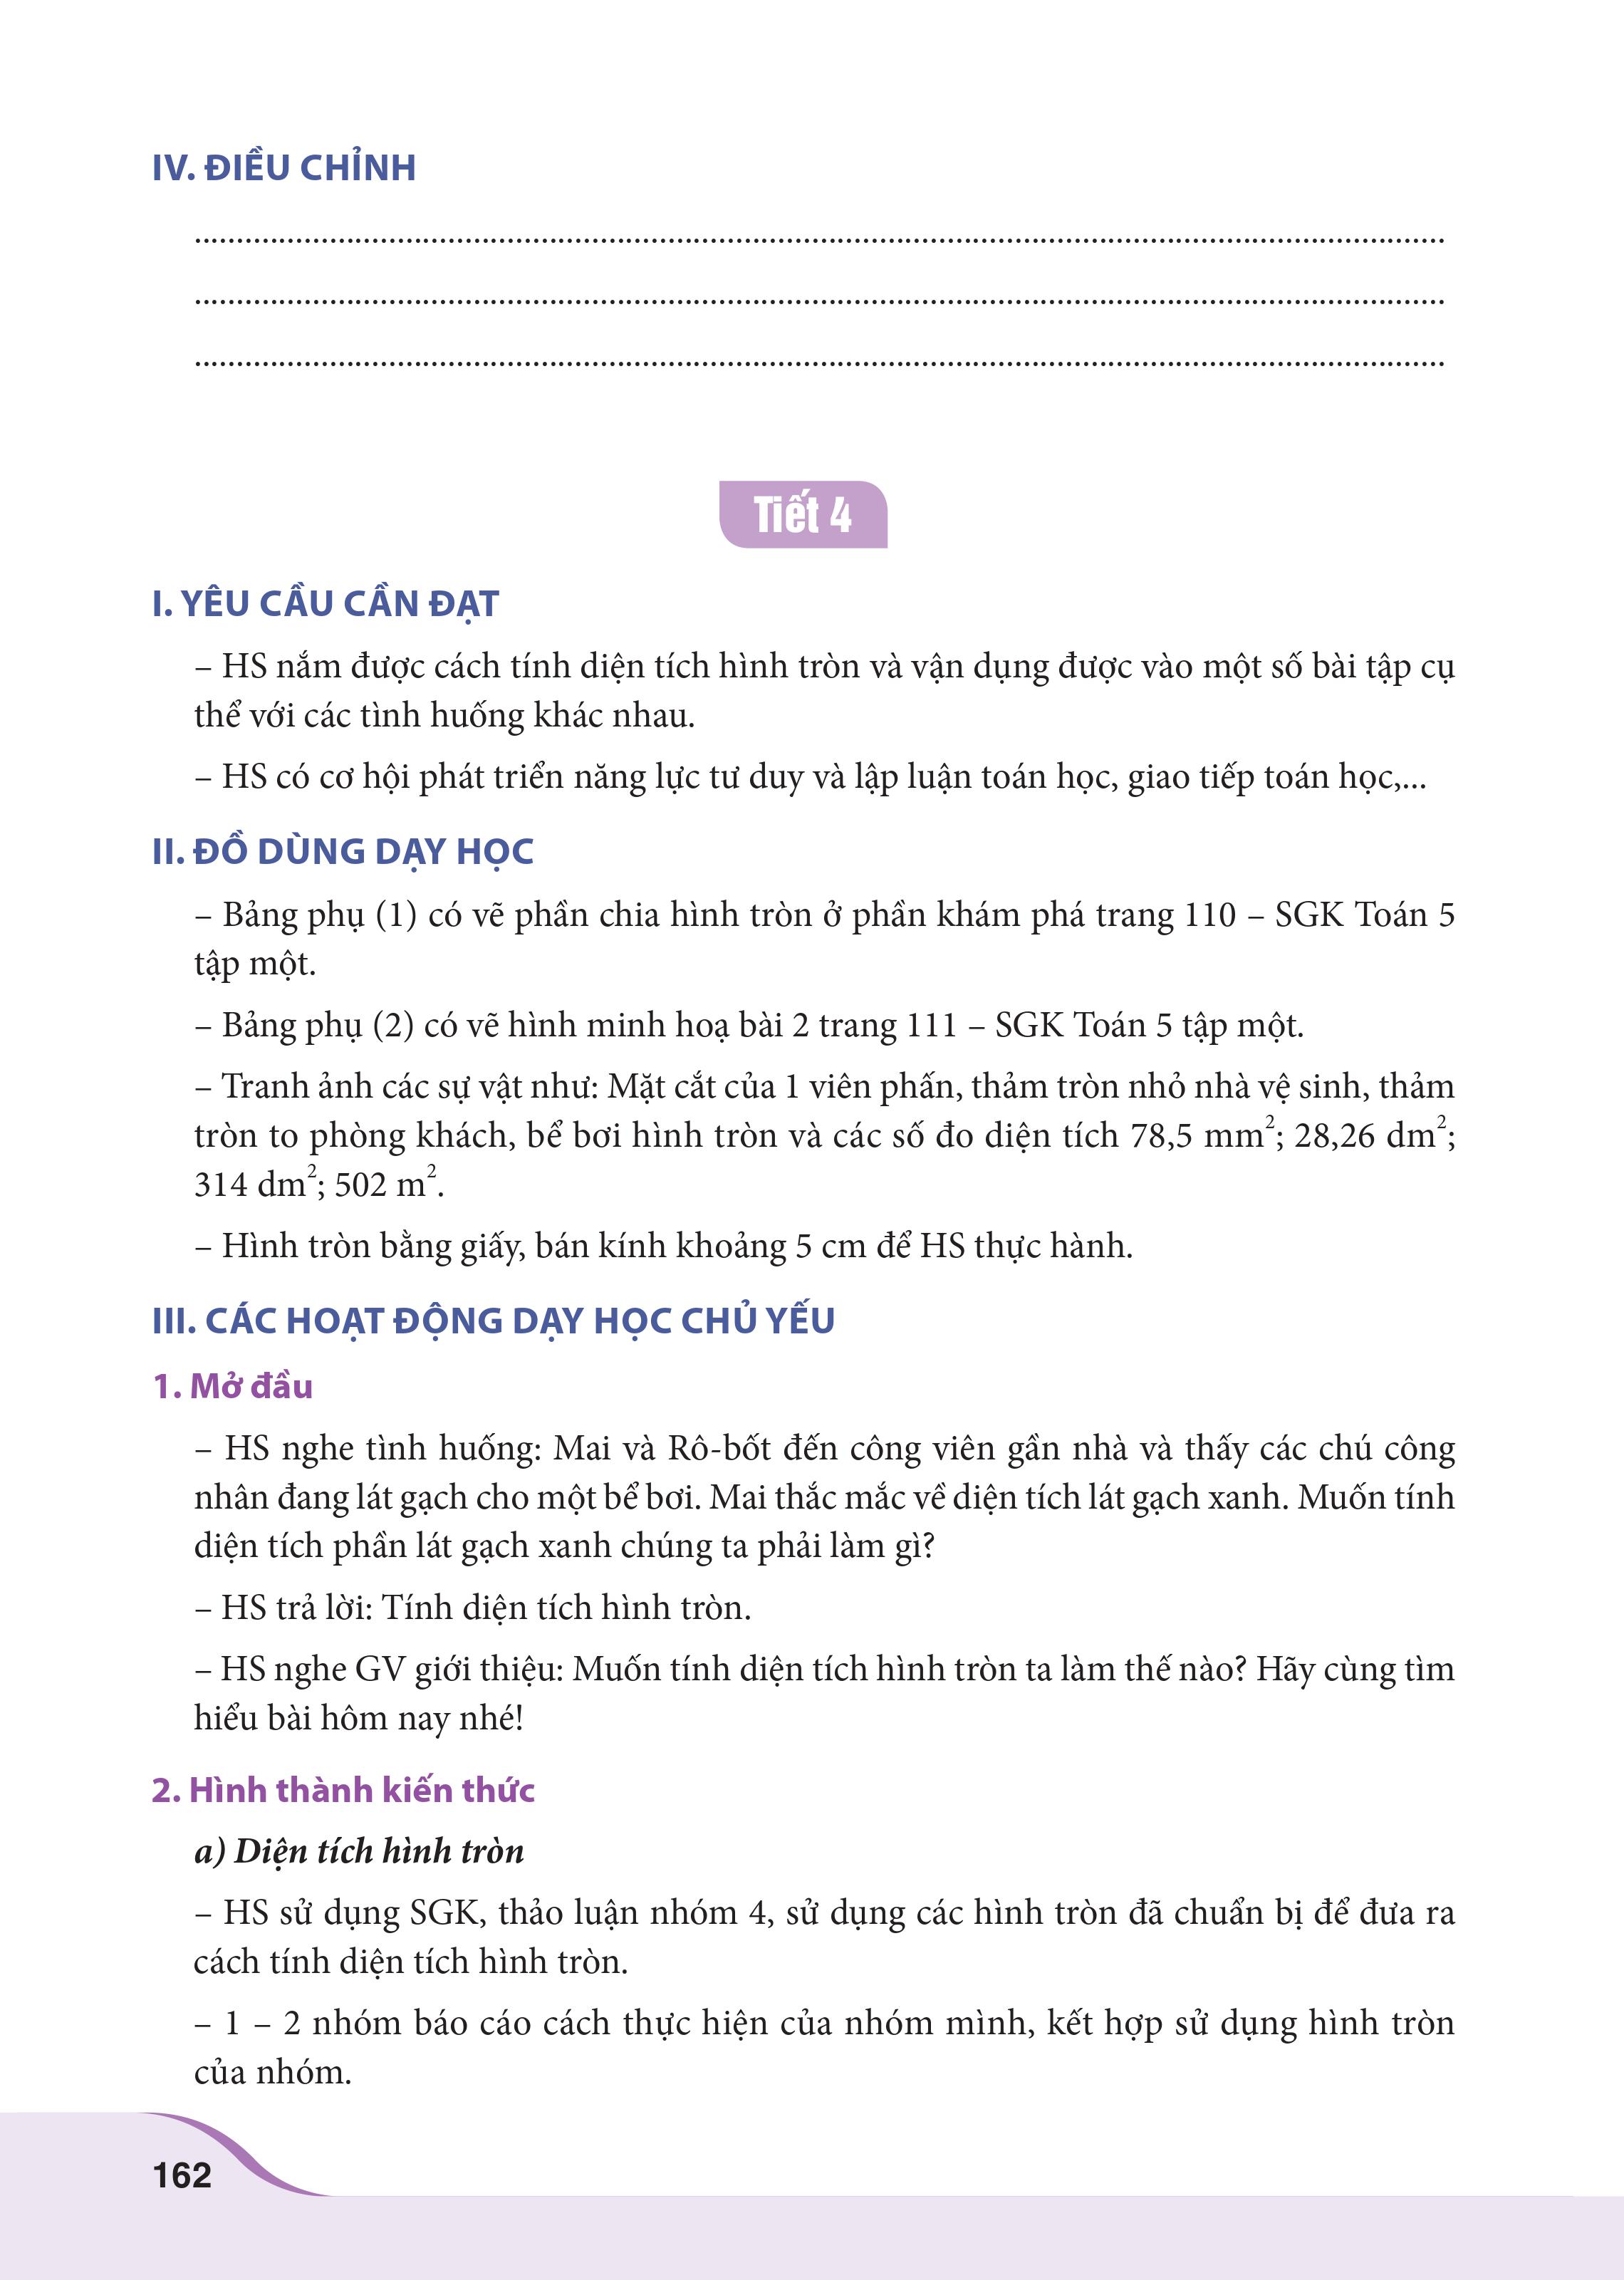 IV. ĐIỀU CHỈNH
..........................................................................................................................................
..........................................................................................................................................
..........................................................................................................................................
Tiết 4
I. YÊU CẦU CẦN ĐẠT
– HS nắm được cách tính diện tích hình tròn và vận dụng được vào một số bài tập cụ
thể với các tình huống khác nhau.
– HS có cơ hội phát triển năng lực tư duy và lập luận toán học, giao tiếp toán học,...
II. ĐỒ DÙNG DẠY HỌC
– Bảng phụ (1) có vẽ phần chia hình tròn ở phần khám phá trang 110 – SGK Toán 5
tập một.
– Bảng phụ (2) có vẽ hình minh hoạ bài 2 trang 111 – SGK Toán 5 tập một.
– Tranh ảnh các sự vật như: Mặt cắt của 1 viên phấn, thảm tròn nhỏ nhà vệ sinh, thảm
tròn to phòng khách, bể bơi hình tròn và các số đo diện tích 78,5 mm²; 28,26 dm²;
314 dm²; 502 m².
– Hình tròn bằng giấy, bán kính khoảng 5 cm để HS thực hành.
III. CÁC HOẠT ĐỘNG DẠY HỌC CHỦ YẾU
1. Mở đầu
– HS nghe tình huống: Mai và Rô-bốt đến công viên gần nhà và thấy các chú công
nhân đang lát gạch cho một bể bơi. Mai thắc mắc về diện tích lát gạch xanh. Muốn tính
diện tích phần lát gạch xanh chúng ta phải làm gì?
– HS trả lời: Tính diện tích hình tròn.
– HS nghe GV giới thiệu: Muốn tính diện tích hình tròn ta làm thế nào? Hãy cùng tìm
hiểu bài hôm nay nhé!
2. Hình thành kiến thức
a) Diện tích hình tròn
– HS sử dụng SGK, thảo luận nhóm 4, sử dụng các hình tròn đã chuẩn bị để đưa ra
cách tính diện tích hình tròn.
– 1 – 2 nhóm báo cáo cách thực hiện của nhóm mình, kết hợp sử dụng hình tròn
của nhóm.
162